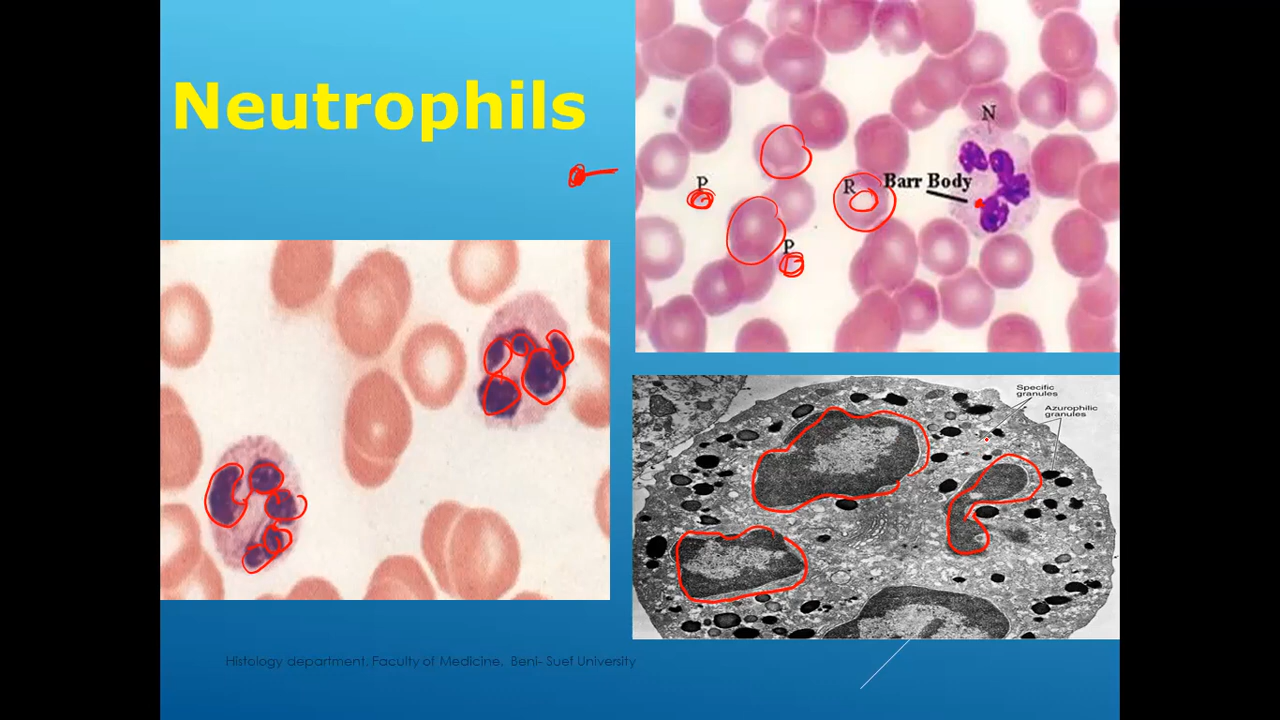 Neutrophils
N
P
R
Barr Body
P
Specific
granules
Azurophilic
granules
Histology department, Faculty of Medicine, Beni- Suef University